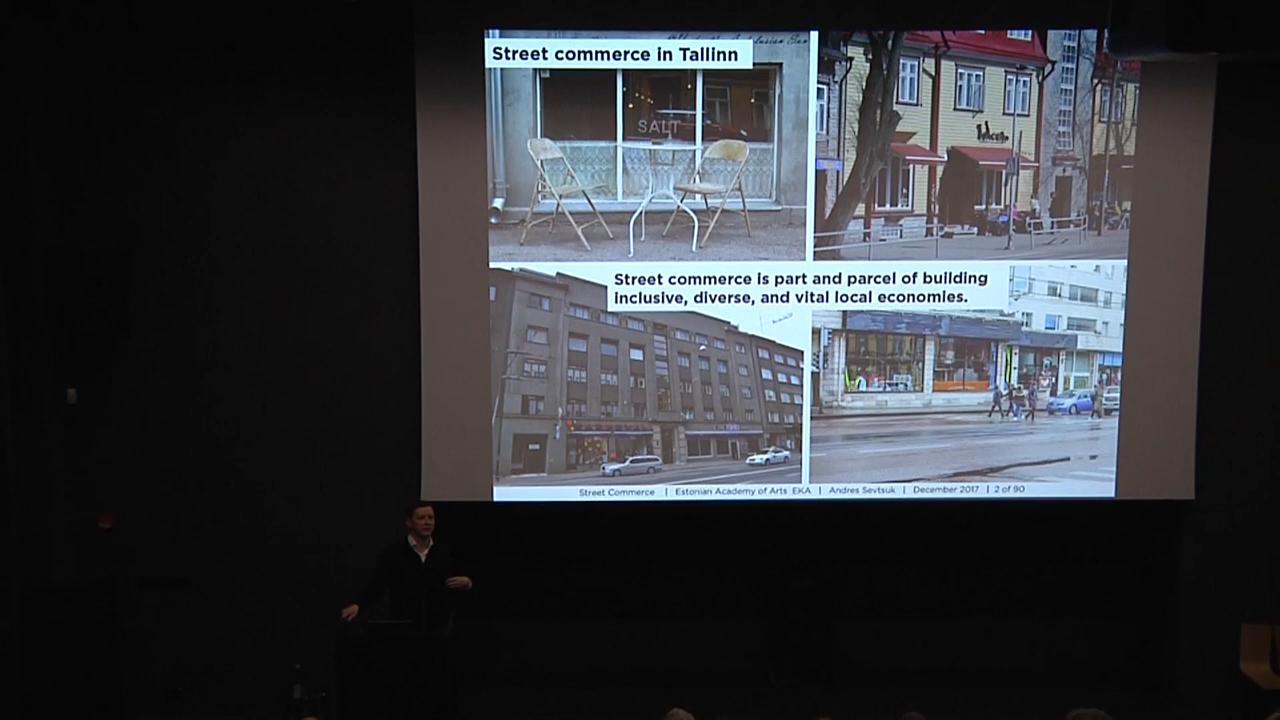 Street commerce in Tallinn
SALT
Street commerce is part and parcel of building
inclusive, diverse, and vital local economies.
Street Commerce | Estonian Academy of Arts EKA | Andres Sevtsuk | December 2017 | 2 of 90